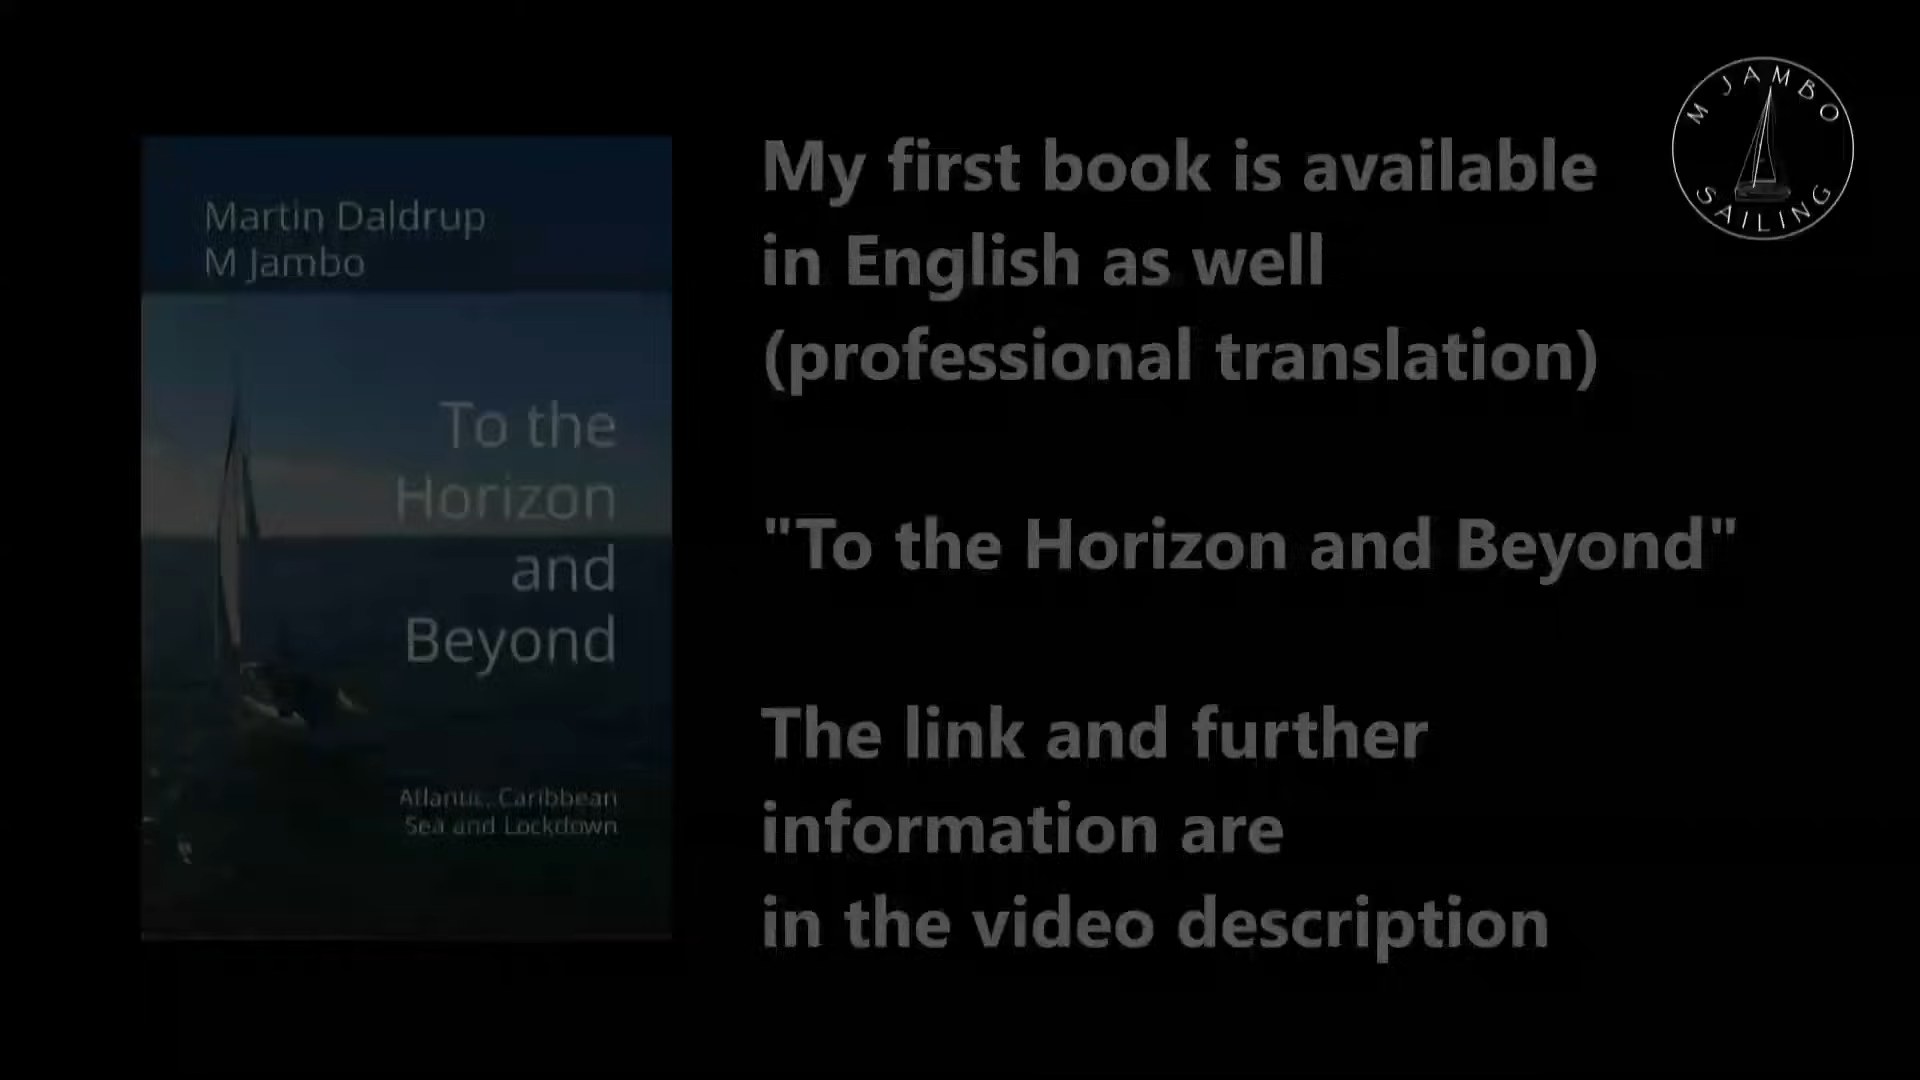 Martin Daldrup
M Jambo
To the
Horizon
and
Beyond
Atlantic, Caribbean
Sea and Lockdown
My first book is available
in English as well
(professional translation)
"To the Horizon and Beyond"
The link and further
information are
in the video description
M JAMBO
SAILING